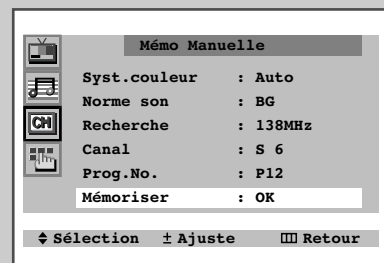 Mémo Manuelle
Syst.couleur : Auto
Norme son : BG
Recherche : 138MHz
CH
Canal : S 6
Prog.No. : P12
Mémoriser : OK
Sélection ± Ajuste Retour